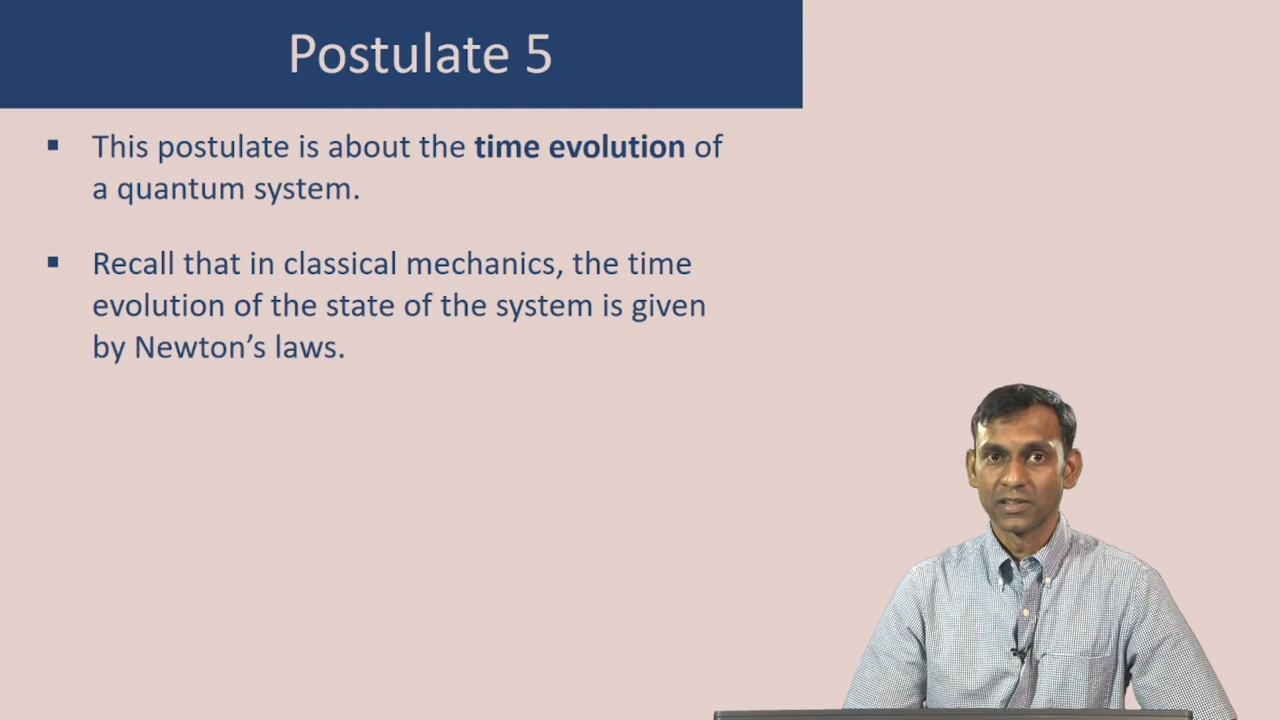 Postulate 5
▪ This postulate is about the time evolution of
a quantum system.
▪ Recall that in classical mechanics, the time
evolution of the state of the system is given
by Newton’s laws.